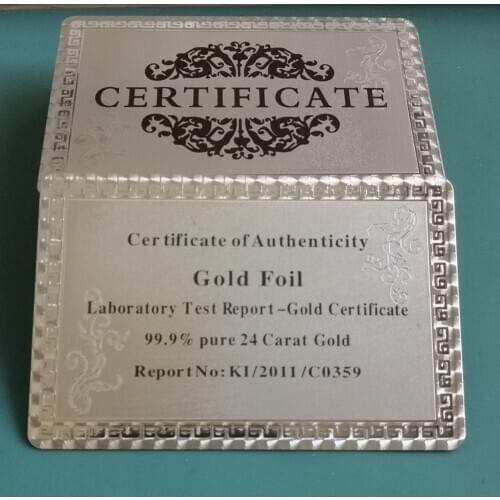 CERTIFICATE
Certificate of Authenticity
Gold Foil
Laboratory Test Report-Gold Certificate
99.9% pure 24 Carat Gold
Report No: KI/2011/C0359